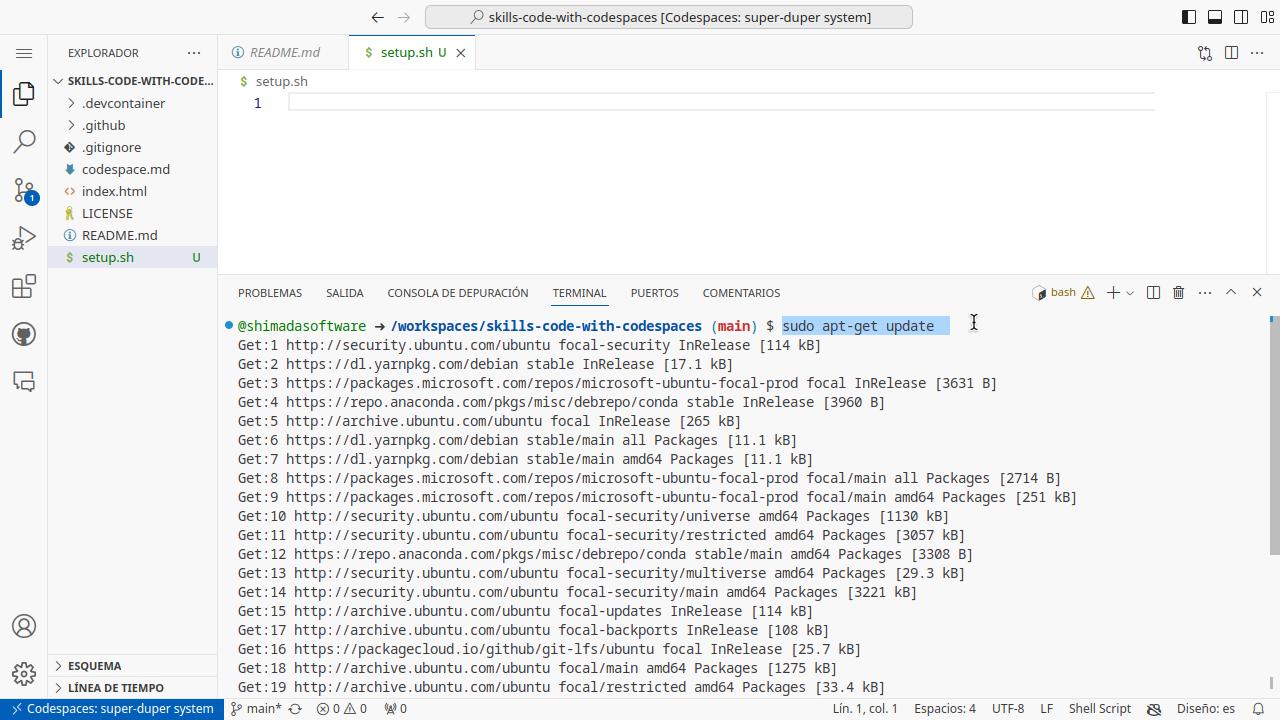 skills-code-with-codespaces [Codespaces: super-duper system]
EXPLORADOR
SKILLS-CODE-WITH-CODE...
.devcontainer
.github
.gitignore
codespace.md
index.html
LICENSE
README.md
setup.sh U
ESQUEMA
LÍNEA DE TIEMPO
1
README.md
setup.sh U
setup.sh
1
PROBLEMAS SALIDA CONSOLA DE DEPURACIÓN TERMINAL PUERTOS COMENTARIOS
bash
@shimadasoftware ➜ /workspaces/skills-code-with-codespaces (main) $ sudo apt-get update
Get:1 http://security.ubuntu.com/ubuntu focal-security InRelease [114 kB]
Get:2 https://dl.yarnpkg.com/debian stable InRelease [17.1 kB]
Get:3 https://packages.microsoft.com/repos/microsoft-ubuntu-focal-prod focal InRelease [3631 B]
Get:4 https://repo.anaconda.com/pkgs/misc/debrepo/conda stable InRelease [3960 B]
Get:5 http://archive.ubuntu.com/ubuntu focal InRelease [265 kB]
Get:6 https://dl.yarnpkg.com/debian stable/main all Packages [11.1 kB]
Get:7 https://dl.yarnpkg.com/debian stable/main amd64 Packages [11.1 kB]
Get:8 https://packages.microsoft.com/repos/microsoft-ubuntu-focal-prod focal/main all Packages [2714 B]
Get:9 https://packages.microsoft.com/repos/microsoft-ubuntu-focal-prod focal/main amd64 Packages [251 kB]
Get:10 http://security.ubuntu.com/ubuntu focal-security/universe amd64 Packages [1130 kB]
Get:11 http://security.ubuntu.com/ubuntu focal-security/restricted amd64 Packages [3057 kB]
Get:12 https://repo.anaconda.com/pkgs/misc/debrepo/conda stable/main amd64 Packages [3308 B]
Get:13 http://security.ubuntu.com/ubuntu focal-security/multiverse amd64 Packages [29.3 kB]
Get:14 http://security.ubuntu.com/ubuntu focal-security/main amd64 Packages [3221 kB]
Get:15 http://archive.ubuntu.com/ubuntu focal-updates InRelease [114 kB]
Get:17 http://archive.ubuntu.com/ubuntu focal-backports InRelease [108 kB]
Get:16 https://packagecloud.io/github/git-lfs/ubuntu focal InRelease [25.7 kB]
Get:18 http://archive.ubuntu.com/ubuntu focal/main amd64 Packages [1275 kB]
Get:19 http://archive.ubuntu.com/ubuntu focal/restricted amd64 Packages [33.4 kB]
Codespaces: super-duper system main* 0 0 0 Lín. 1, col. 1 Espacios: 4 UTF-8 LF Shell Script Diseño: es